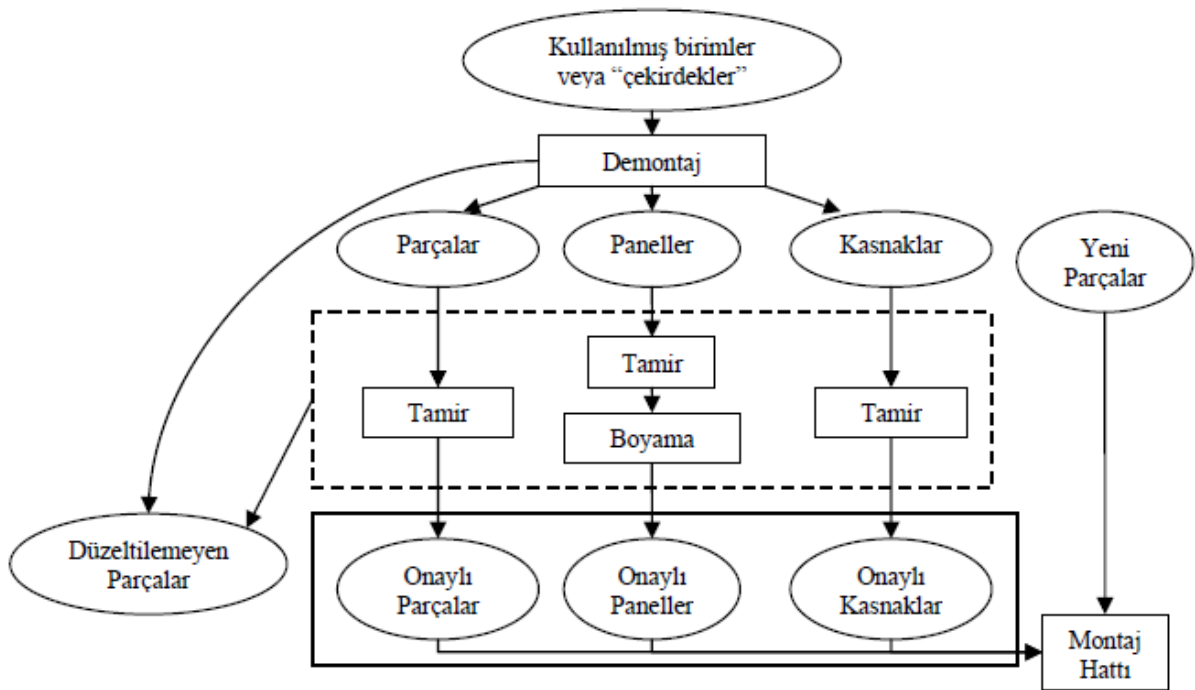 Kullanılmış birimler
veya “çekirdekler”
Demontaj
Parçalar
Paneller
Kasnaklar
Yeni
Parçalar
Tamir
Tamir
Boyama
Tamir
Düzeltilemeyen
Parçalar
Onaylı
Parçalar
Onaylı
Paneller
Onaylı
Kasnaklar
Montaj
Hattı